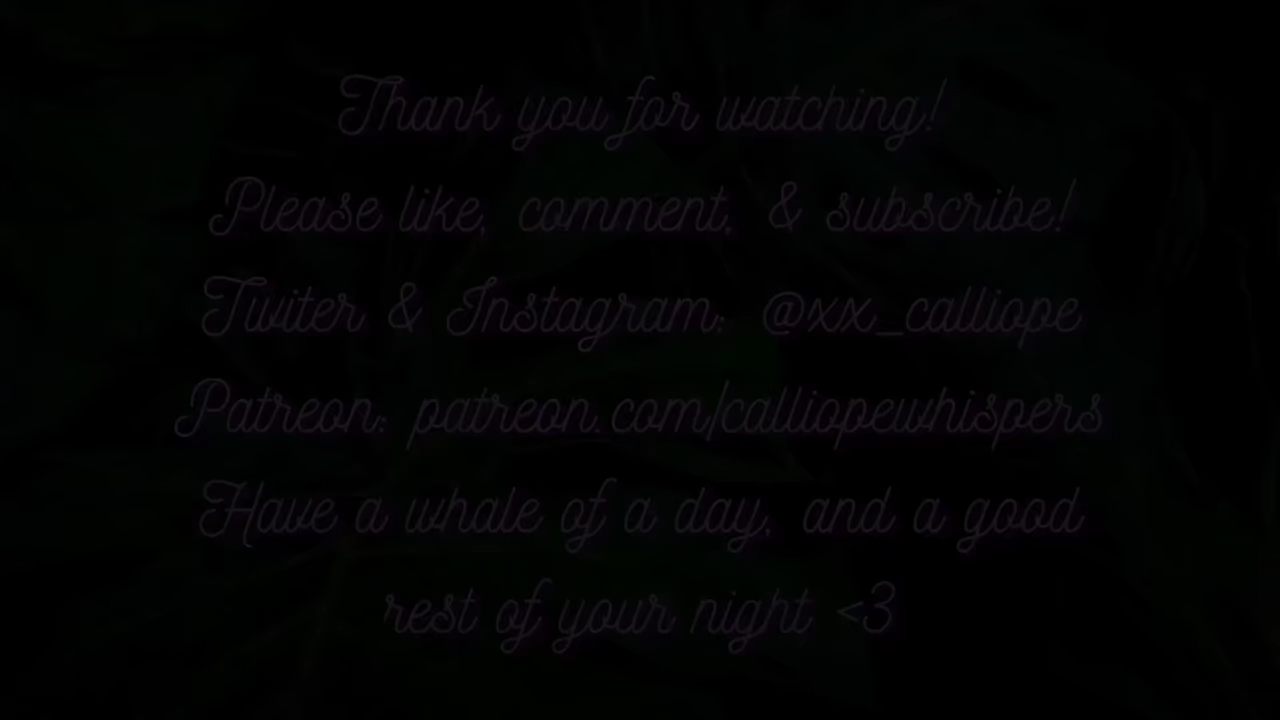 Thank you for watching!
Please like, comment, & subscribe!
Twiter & Instagram: @xx_calliope
Patreon: patreon.com/calliopewhispers
Have a whale of a day, and a good
rest of your night <3